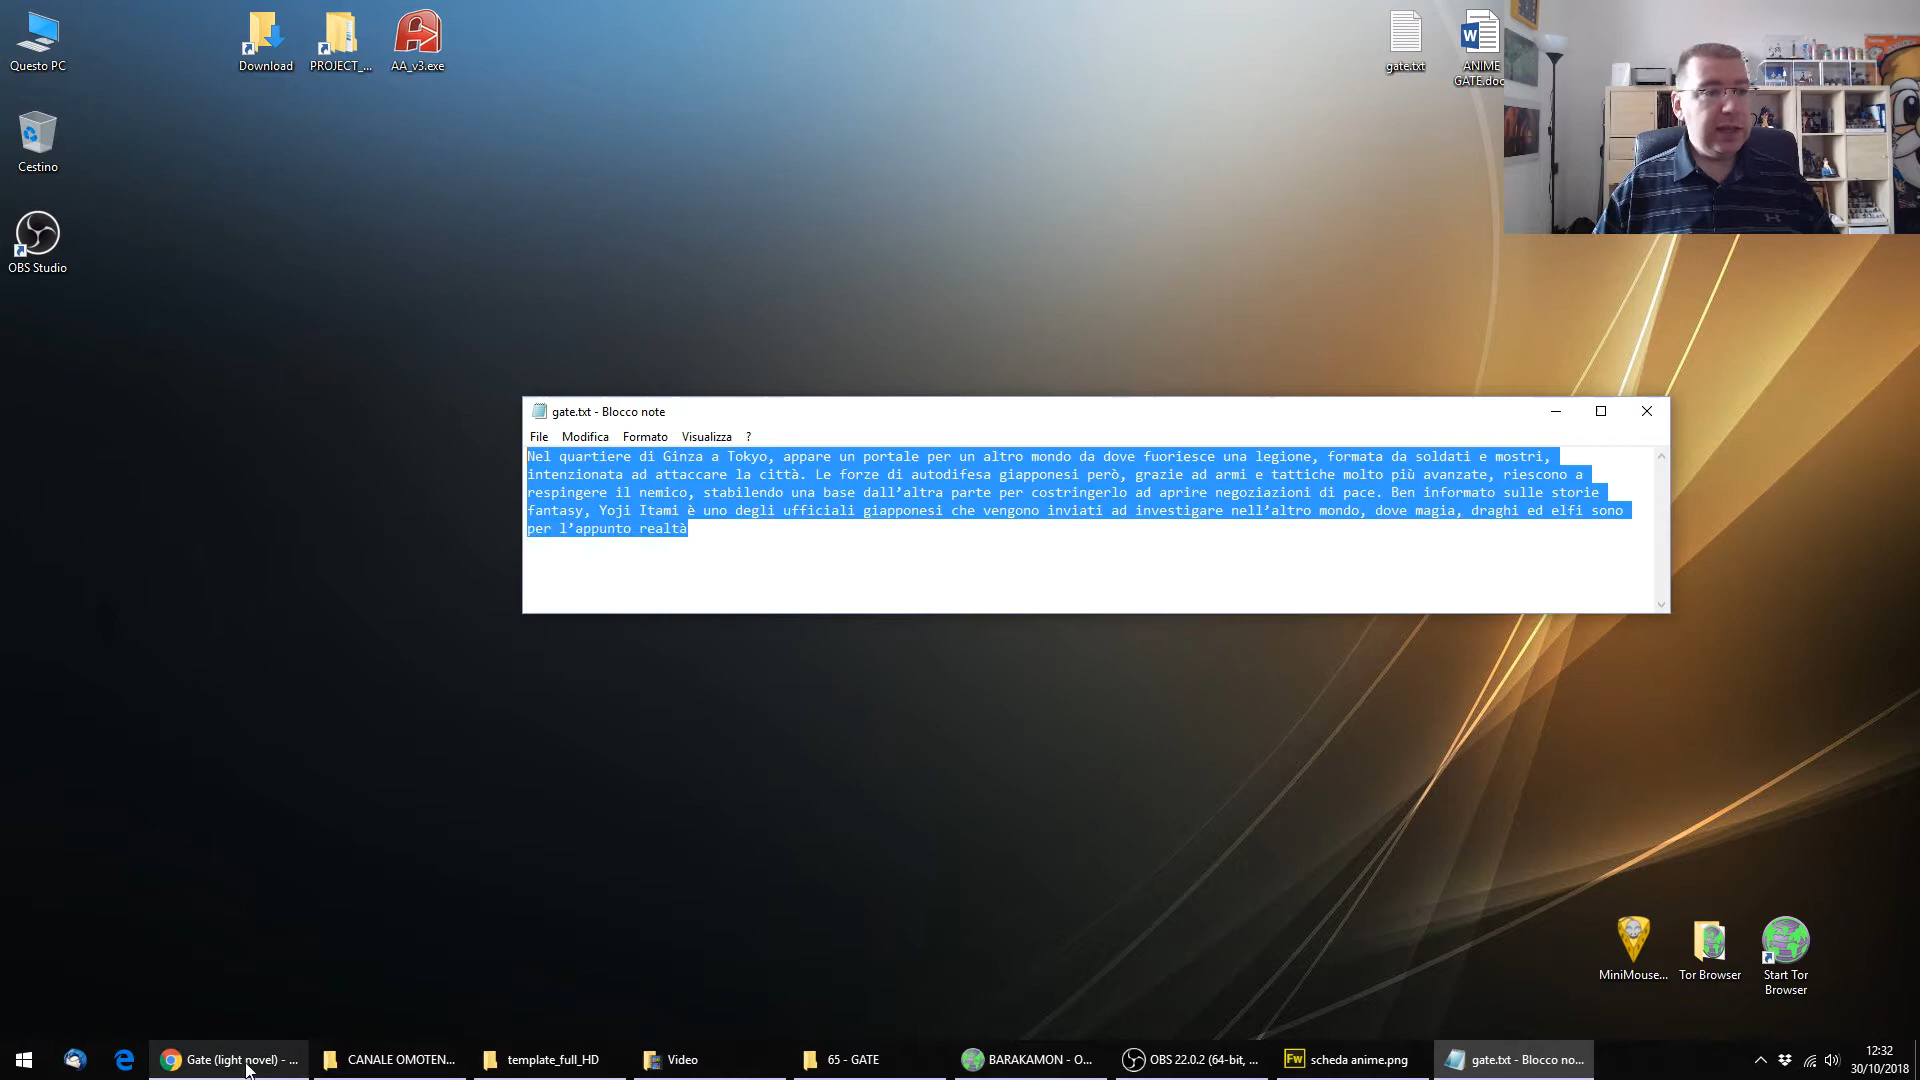 Questo PC
Download
PROJECT_...
AA_v3.exe
gate.txt
ANIME
GATE.doc
Cestino
OBS Studio
gate.txt - Blocco note
File Modifica Formato Visualizza ?
Nel quartiere di Ginza a Tokyo, appare un portale per un altro mondo da dove fuoriesce una legione, formata da soldati e mostri,
intenzionata ad attaccare la città. Le forze di autodifesa giapponesi però, grazie ad armi e tattiche molto più avanzate, riescono a
respingere il nemico, stabilendo una base dall’altra parte per costringerlo ad aprire negoziazioni di pace. Ben informato sulle storie
fantasy, Yoji Itami è uno degli ufficiali giapponesi che vengono inviati ad investigare nell’altro mondo, dove magia, draghi ed elfi sono
per l’appunto realtà
MiniMouse...
Tor Browser
Start Tor
Browser
Gate (light novel) - ...
CANALE OMOTEN...
template_full_HD
Video
65 - GATE
BARAKAMON - O...
OBS 22.0.2 (64-bit, ...
Fw
scheda anime.png
gate.txt - Blocco no...
12:32
30/10/2018